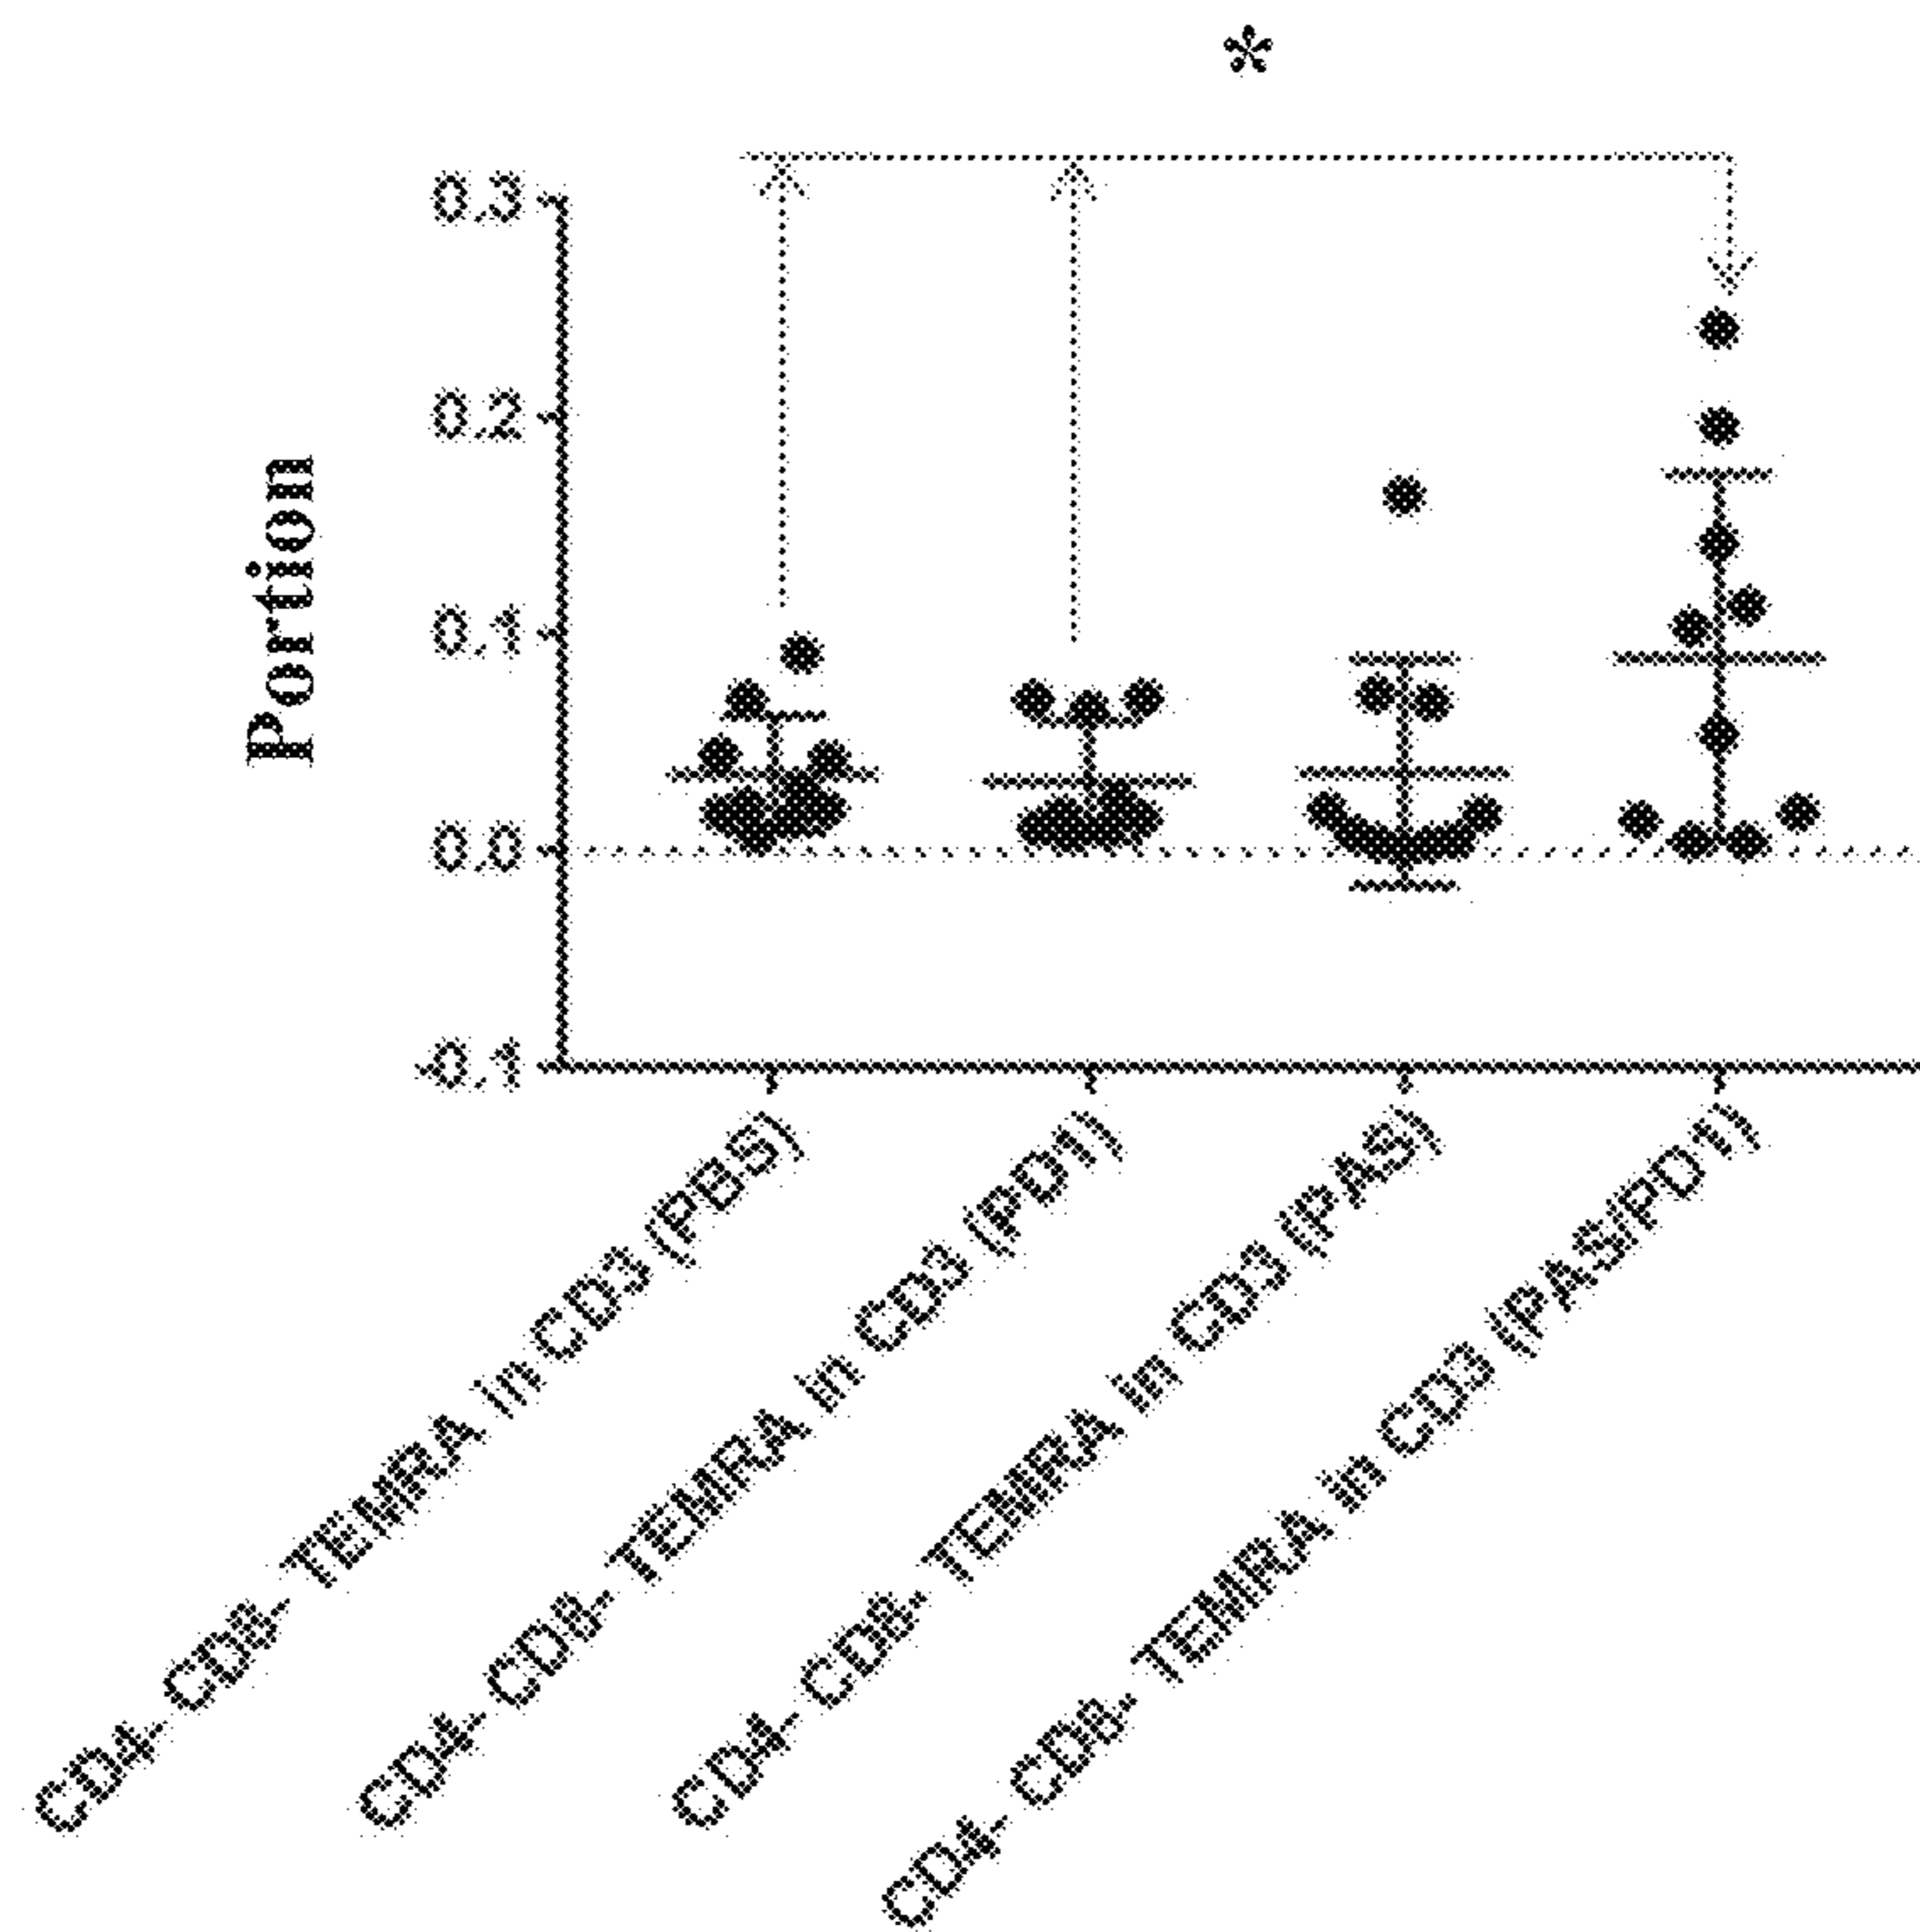 *
0.3
0.2
0.1
0.0
-0.1
Portion
CD4- CD8- TEMRA in CD3 (PBS)
CD4- CD8- TEMRA in CD3 (PD1)
CD4- CD8- TEMRA in CD3 (PAS)
CD4- CD8- TEMRA in CD3 (PAS/PD1)